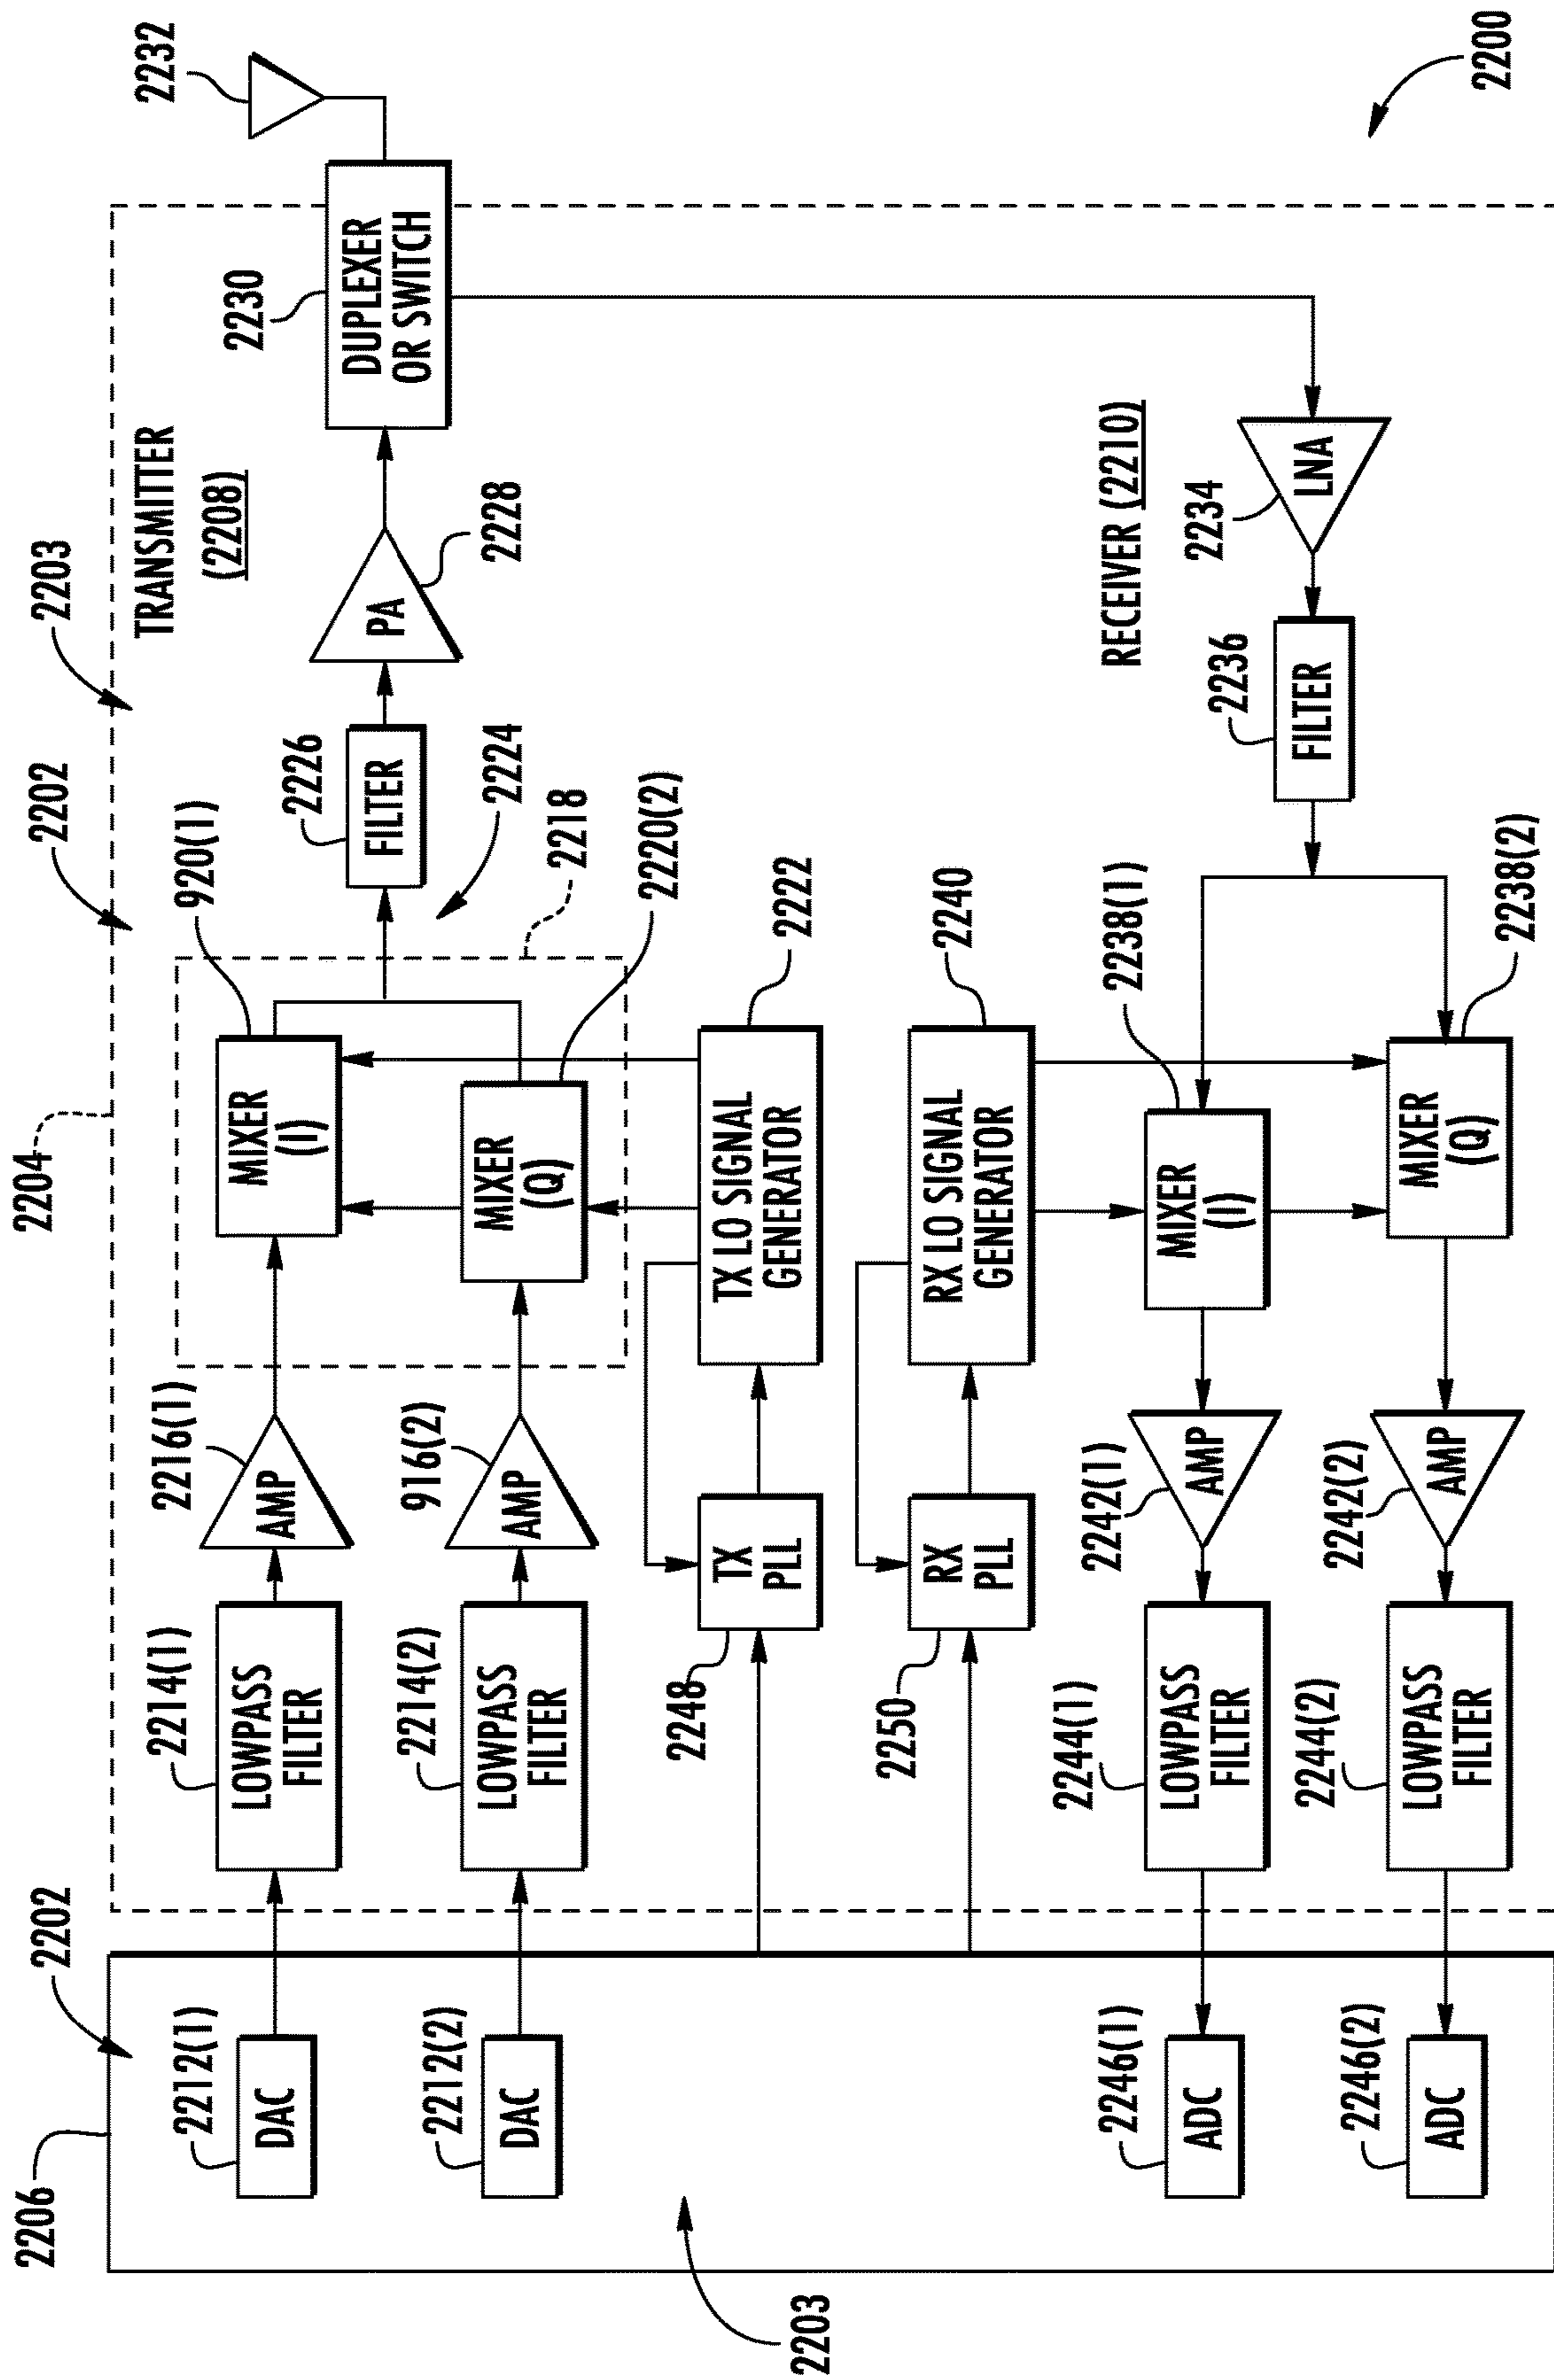 2206
2202
2204
2202
2203
2212(1)
DAC
2214(1)
LOWPASS
FILTER
2216(1)
AMP
920(1)
MIXER
(I)
2226
FILTER
TRANSMITTER
(2208)
PA
2228
2230
DUPLEXER
OR SWITCH
2232
2212(2)
DAC
2214(2)
LOWPASS
FILTER
916(2)
AMP
MIXER
(Q)
2224
2218
2220(2)
2248
TX
PLL
TX LO SIGNAL
GENERATOR
2222
2203
2250
RX
PLL
RX LO SIGNAL
GENERATOR
2240
2246(1)
ADC
2244(1)
LOWPASS
FILTER
2242(1)
AMP
MIXER
(I)
2238(1)
RECEIVER (2210)
2236
FILTER
2234
LNA
2246(2)
ADC
2244(2)
LOWPASS
FILTER
2242(2)
AMP
MIXER
(Q)
2238(2)
2200